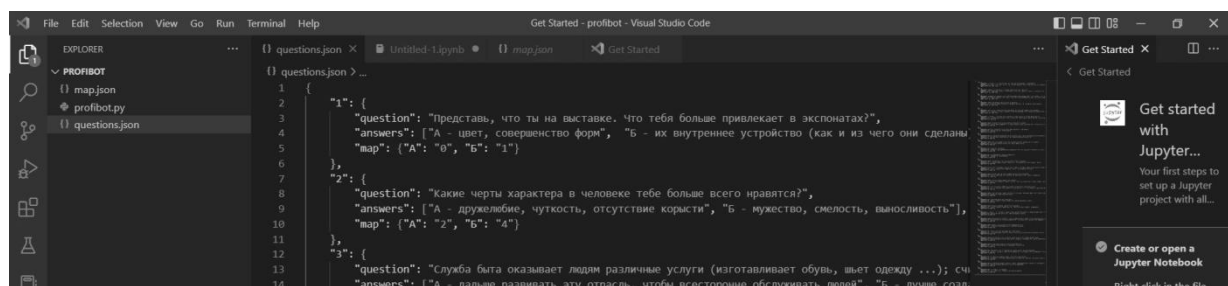 File Edit Selection View Go Run Terminal Help
Get Started - profibot - Visual Studio Code
EXPLORER
PROFIBOT
map.json
profibot.py
questions.json
questions.json
Untitled-1.ipynb
map.json
Get Started
questions.json > ...
1 {
2 "1": {
3 "question": "Представь, что ты на выставке. Что тебя больше привлекает в экспонатах?",
4 "answers": ["А - цвет, совершенство форм", "Б - их внутреннее устройство (как и из чего они сделаны
5 "map": {"А": "0", "Б": "1"}
6 },
7 "2": {
8 "question": "Какие черты характера в человеке тебе больше всего нравятся?",
9 "answers": ["А - дружелюбие, чуткость, отсутствие корысти", "Б - мужество, смелость, выносливость"],
10 "map": {"А": "2", "Б": "4"}
11 },
12 "3": {
13 "question": "Служба быта оказывает людям различные услуги (изготавливает обувь, шьет одежду ...); сч
14 "answers": ["А - дальше развивать эту отрасль, чтобы всесторонне обслуживать людей", "Б - лучше созд
Get Started
Get Started
Get started
with
Jupyter...
Your first steps to
set up a Jupyter
project with all...
Create or open a
Jupyter Notebook
Right click in the file